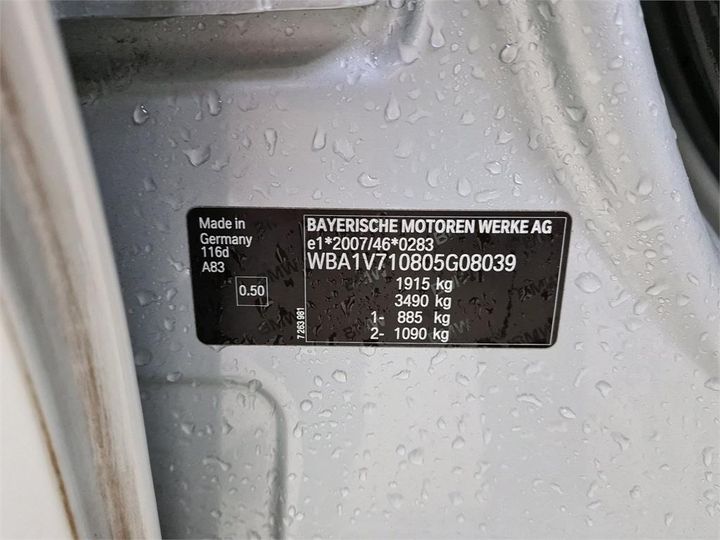 Made in
Germany
116d
A83
0.50
7 263 981
BAYERISCHE MOTOREN WERKE AG
e1*2007/46*0283
WBA1V710805G08039
1915 kg
3490 kg
1- 885 kg
2- 1090 kg